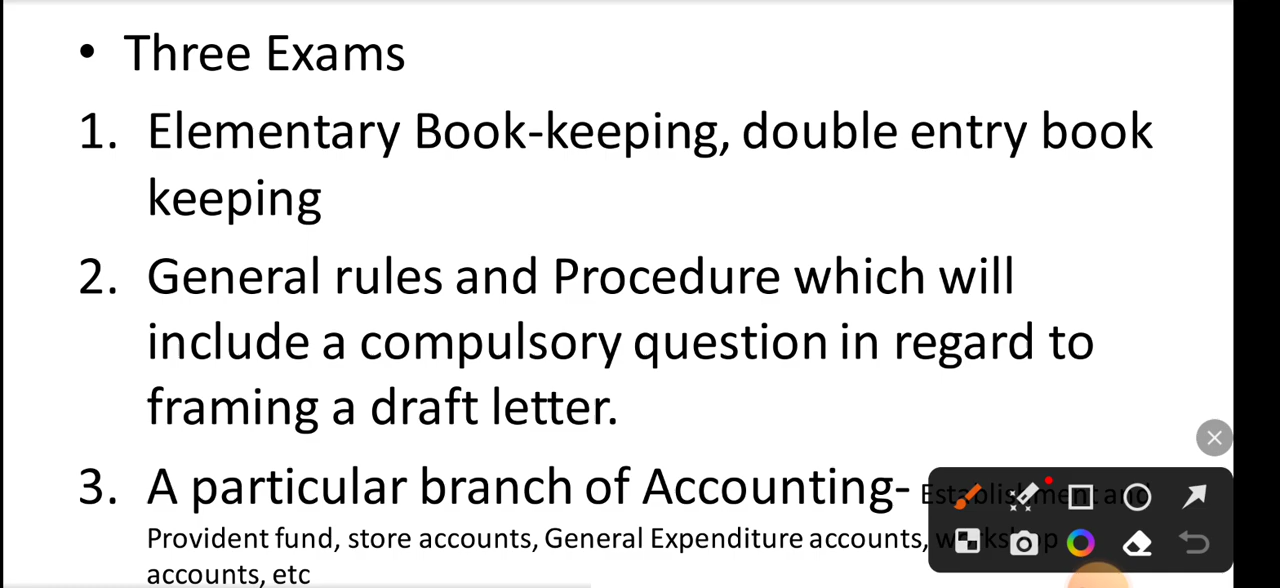 • Three Exams
1. Elementary Book-keeping, double entry book
keeping
2. General rules and Procedure which will
include a compulsory question in regard to
framing a draft letter.
3. A particular branch of Accounting- Establishment and
Provident fund, store accounts, General Expenditure accounts, workshop
accounts, etc